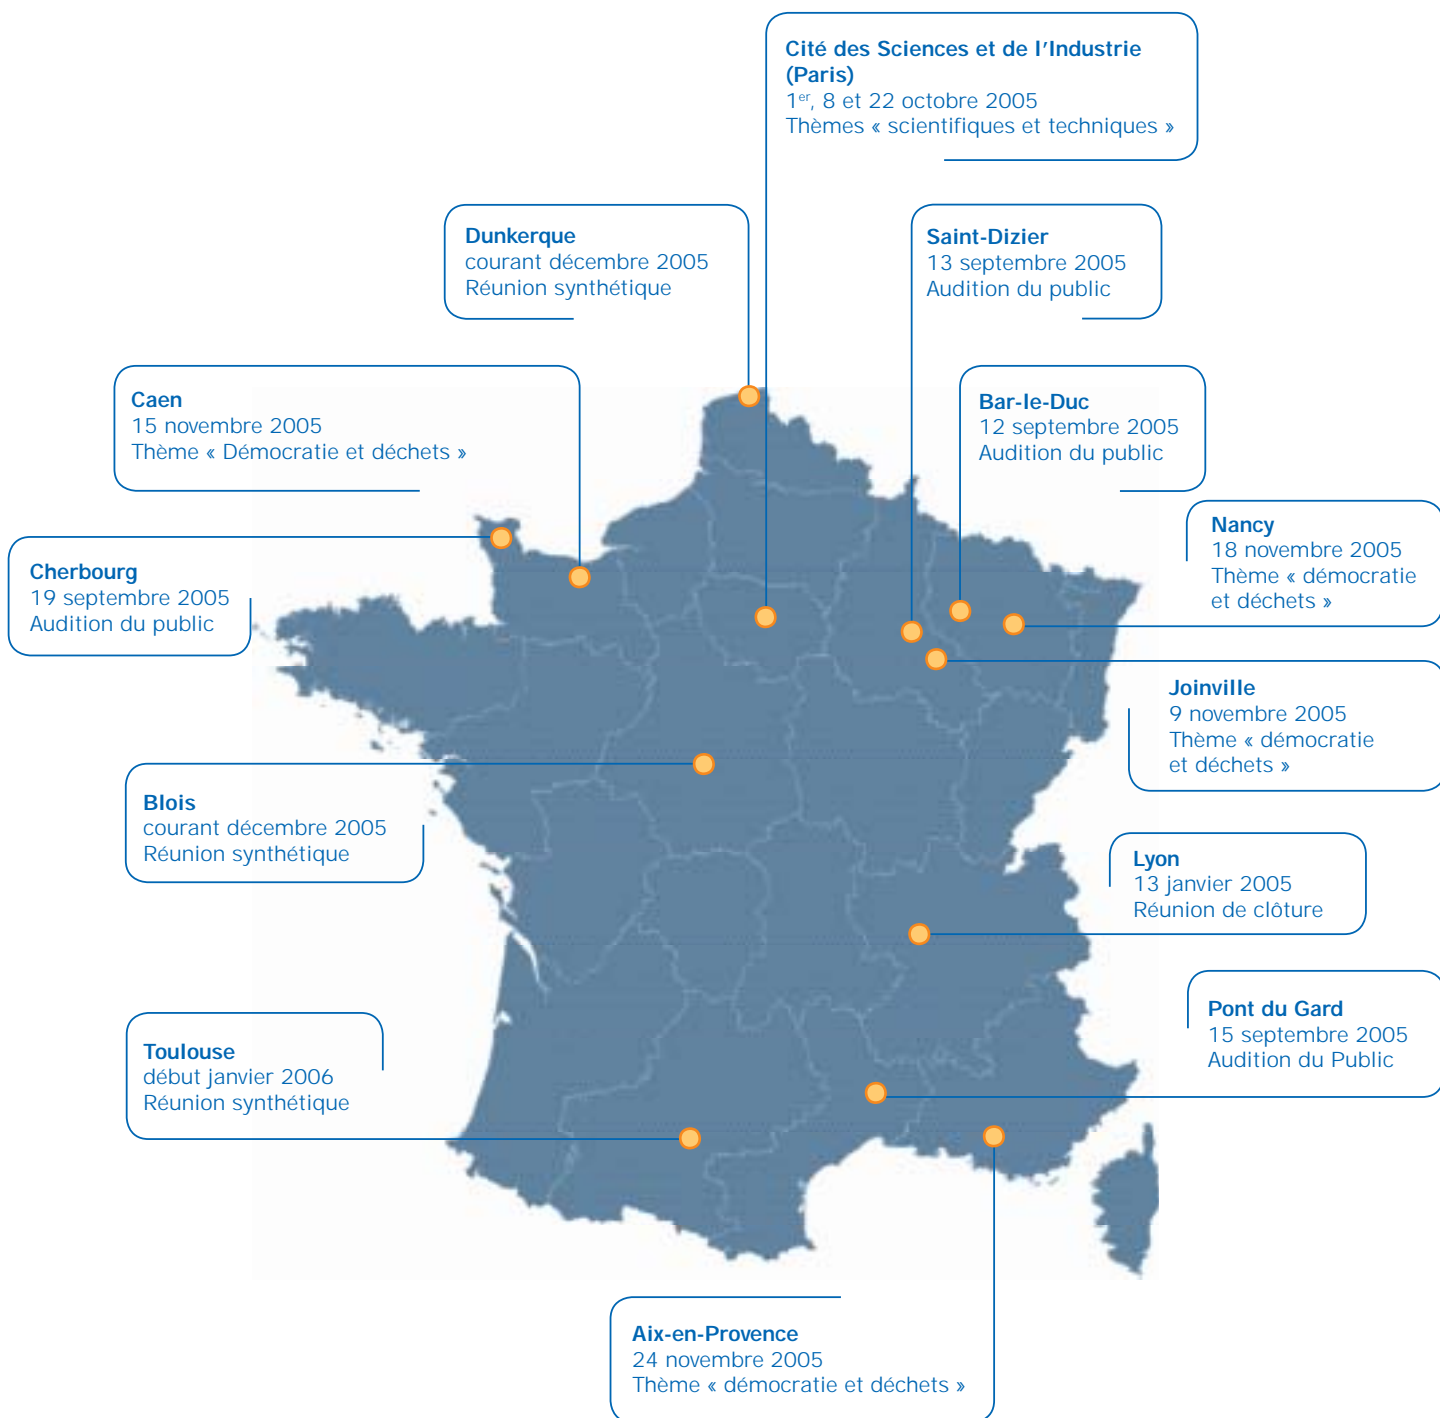 Cité des Sciences et de l'Industrie
(Paris)
1er, 8 et 22 octobre 2005
Thèmes « scientifiques et techniques »
Dunkerque
courant décembre 2005
Réunion synthétique
Saint-Dizier
13 septembre 2005
Audition du public
Caen
15 novembre 2005
Thème « Démocratie et déchets »
Bar-le-Duc
12 septembre 2005
Audition du public
Nancy
18 novembre 2005
Thème « démocratie
et déchets »
Cherbourg
19 septembre 2005
Audition du public
Joinville
9 novembre 2005
Thème « démocratie
et déchets »
Blois
courant décembre 2005
Réunion synthétique
Lyon
13 janvier 2005
Réunion de clôture
Pont du Gard
15 septembre 2005
Audition du Public
Toulouse
début janvier 2006
Réunion synthétique
Aix-en-Provence
24 novembre 2005
Thème « démocratie et déchets »